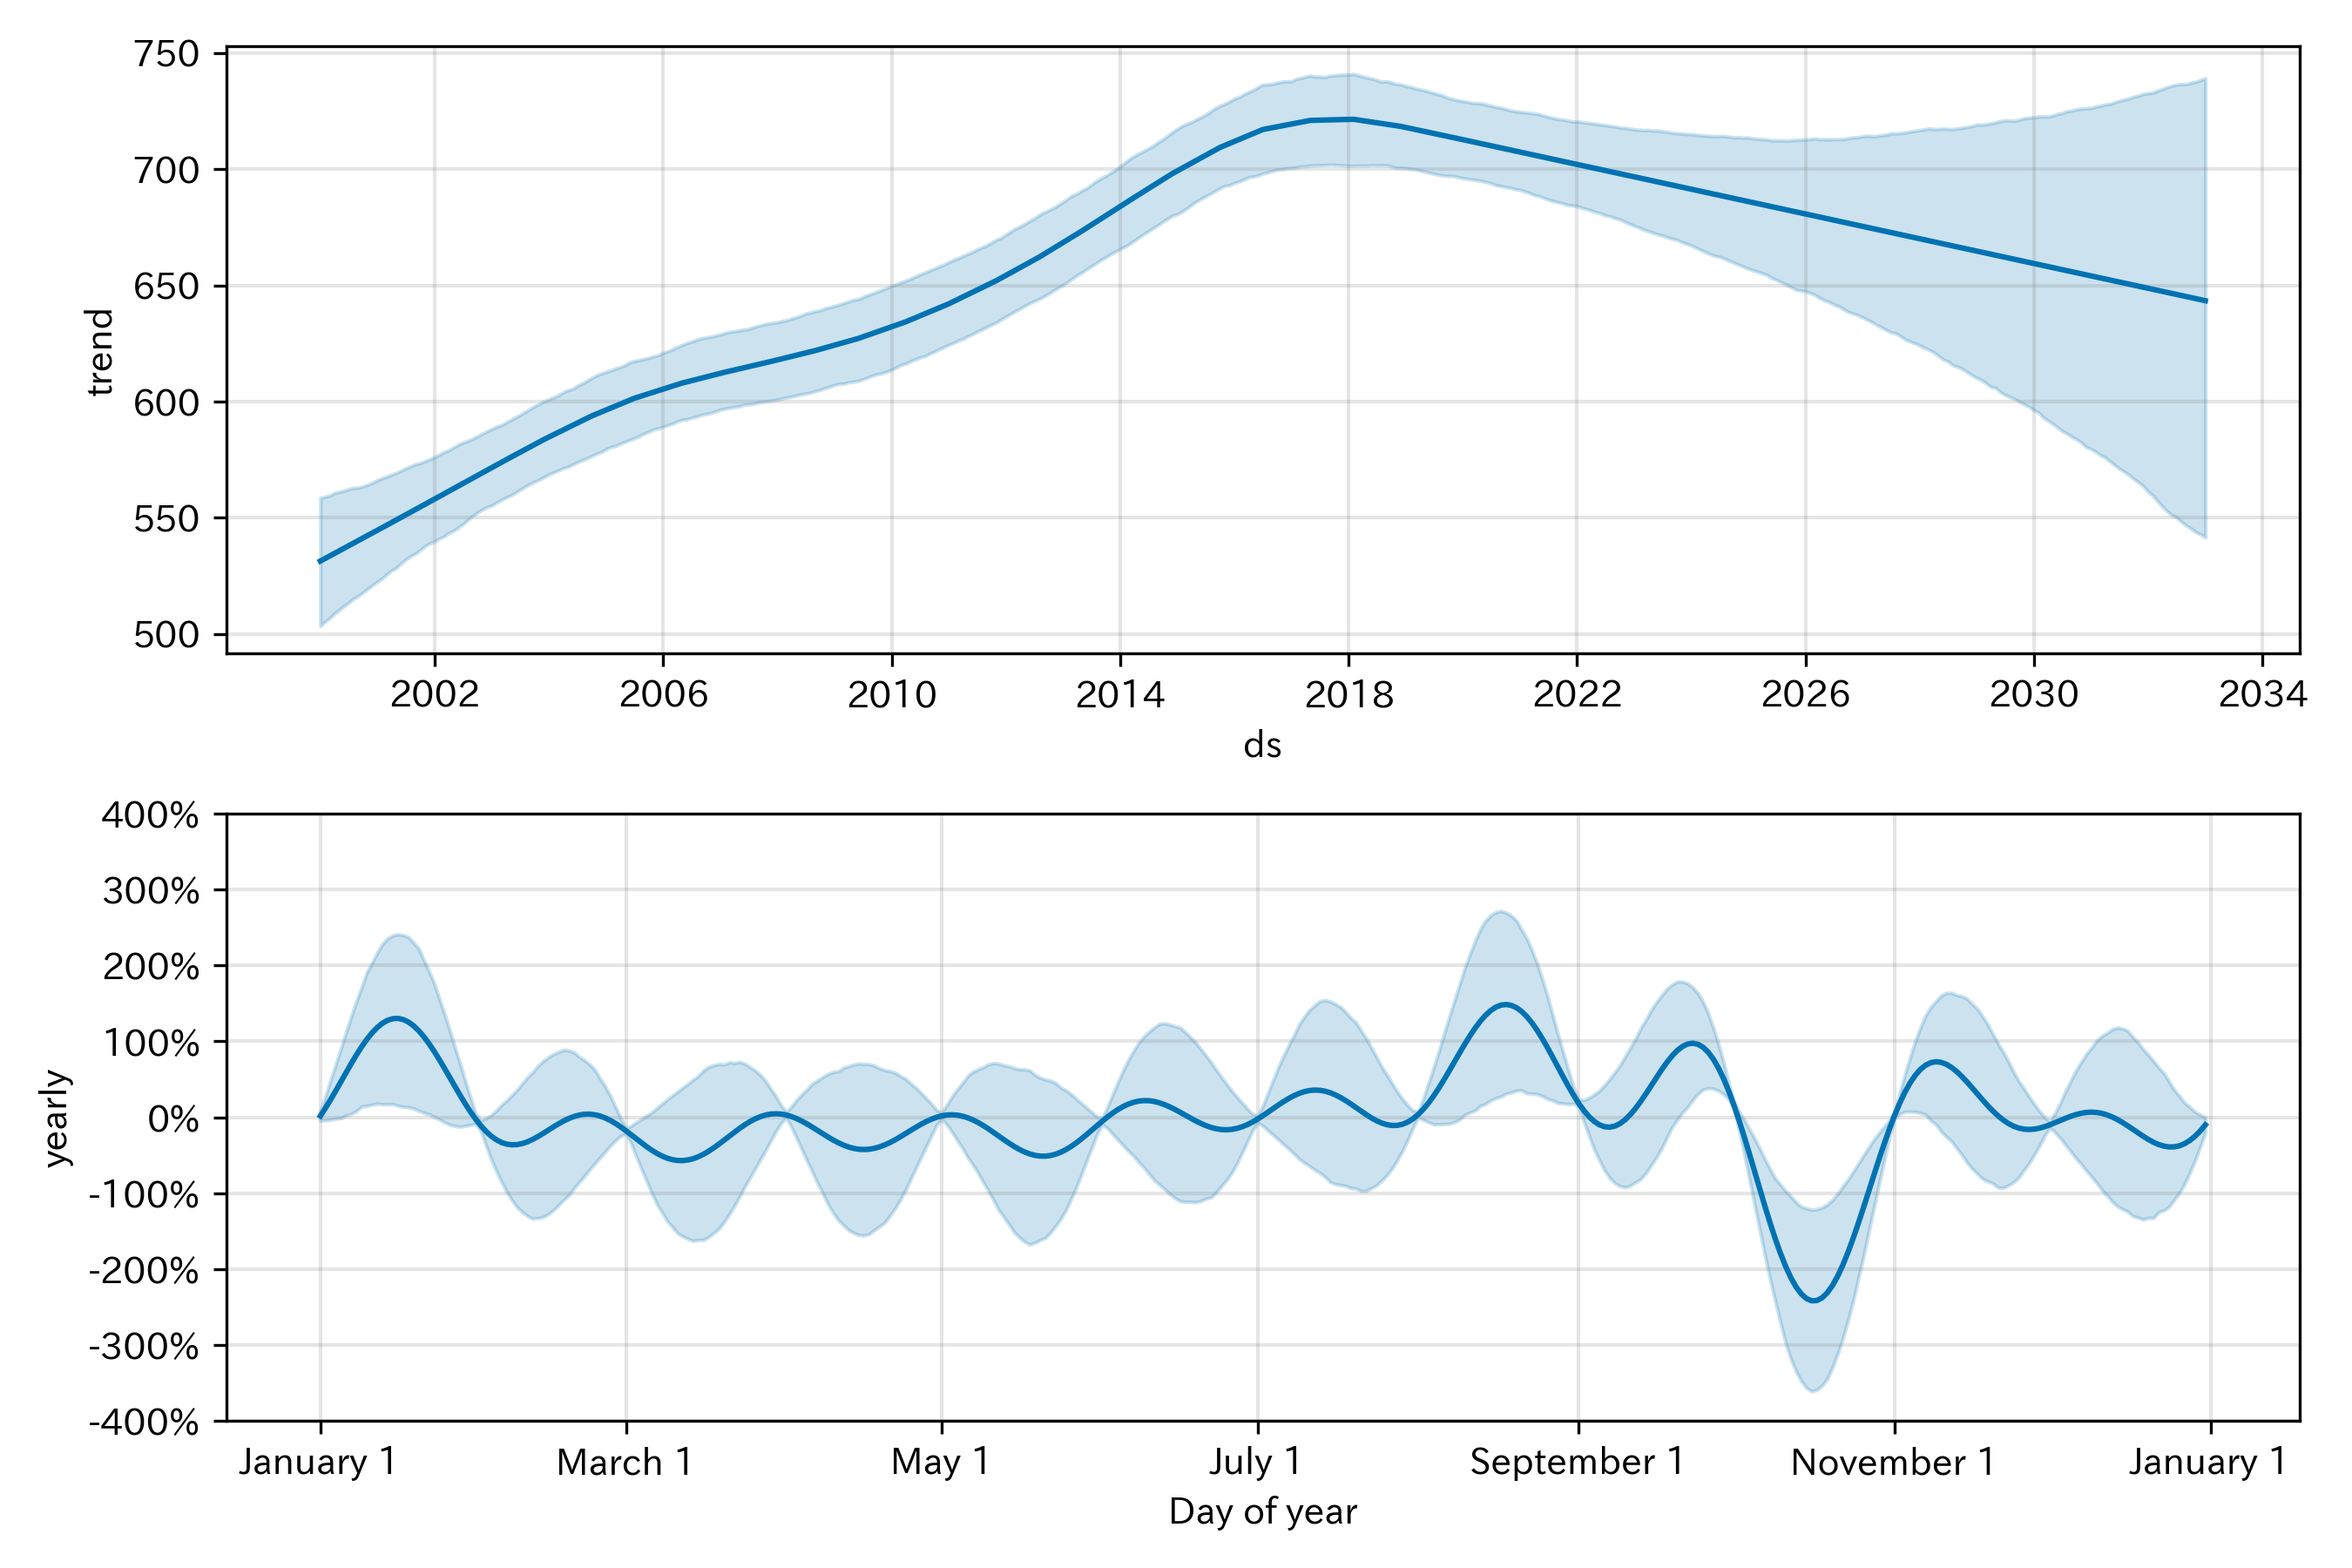 750
700
650
600
550
500
trend
2002 2006 2010 2014 2018 2022 2026 2030 2034
ds
400%
300%
200%
100%
0%
-100%
-200%
-300%
-400%
yearly
January 1 March 1 May 1 July 1 September 1 November 1 January 1
Day of year